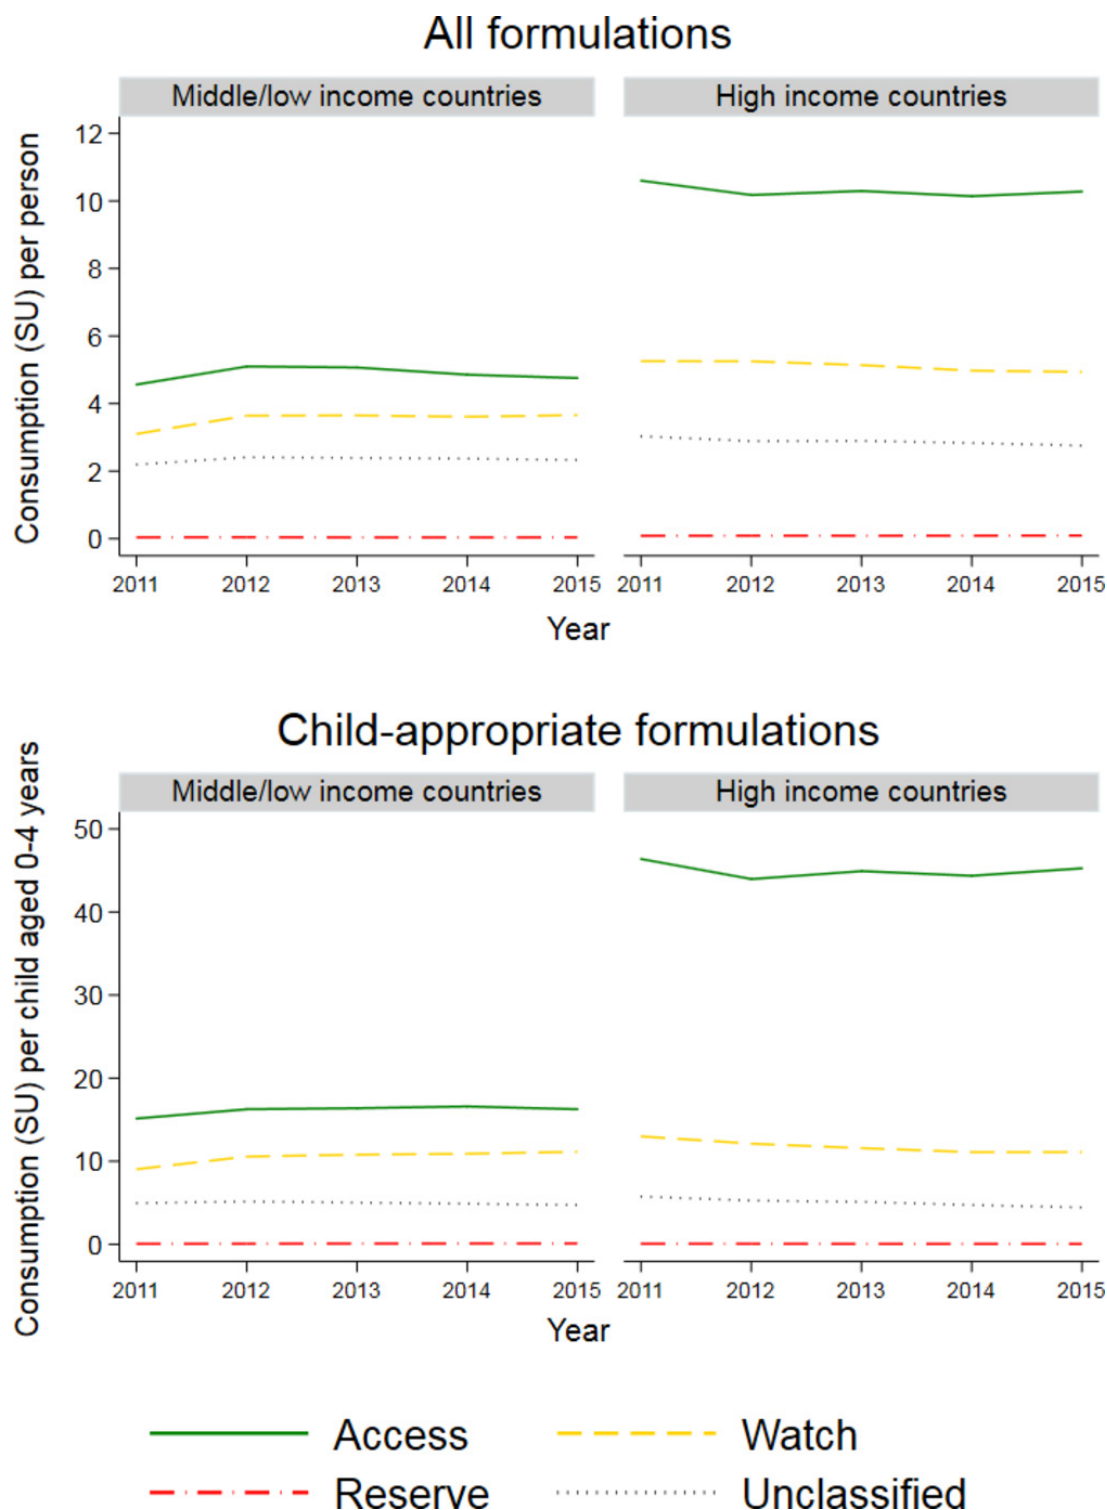 All formulations
Middle/low income countries
High income countries
Consumption (SU) per person
12
10
8
6
4
2
0
2011 2012 2013 2014 2015 2011 2012 2013 2014 2015
Year
Child-appropriate formulations
Middle/low income countries
High income countries
Consumption (SU) per child aged 0-4 years
50
40
30
20
10
0
2011 2012 2013 2014 2015 2011 2012 2013 2014 2015
Year
Access
Watch
Reserve
Unclassified